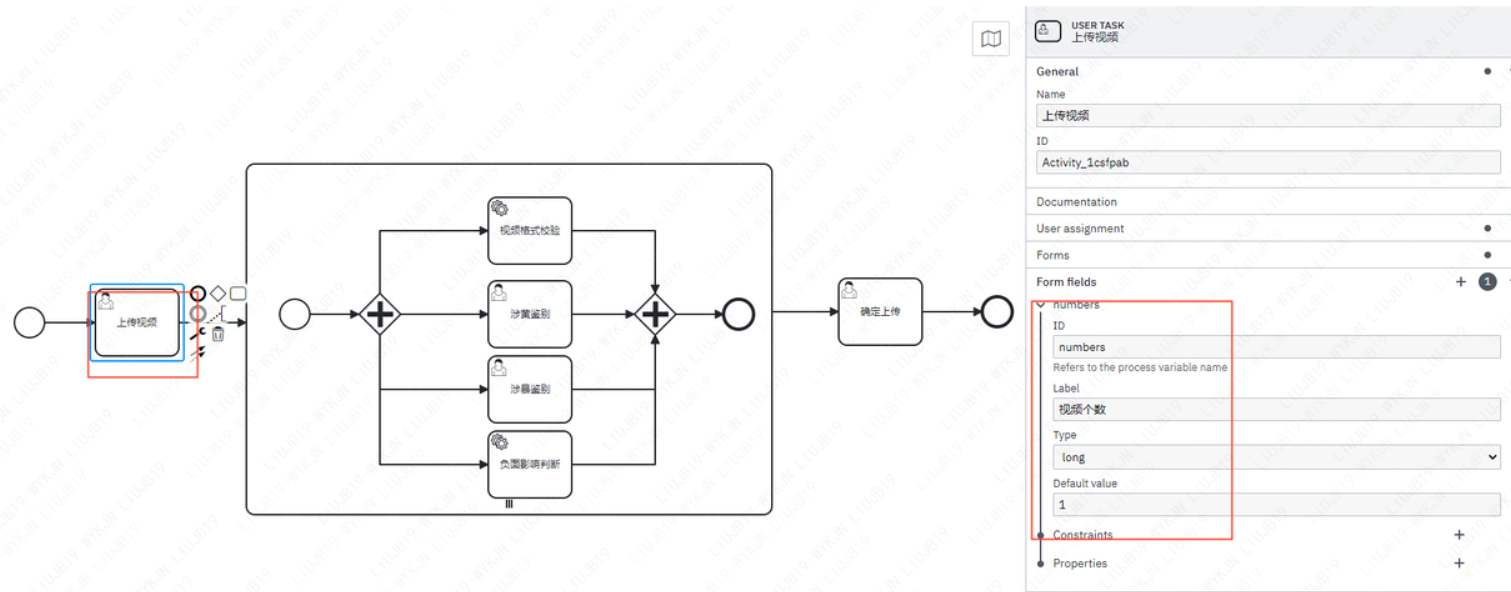 上传视频
视频格式校验
涉黄鉴别
涉暴鉴别
负面影响判断
确定上传
USER TASK
上传视频
General
Name
上传视频
ID
Activity_1csfpab
Documentation
User assignment
Forms
Form fields
1
numbers
ID
numbers
Refers to the process variable name
Label
视频个数
Type
long
Default value
1
Constraints
Properties